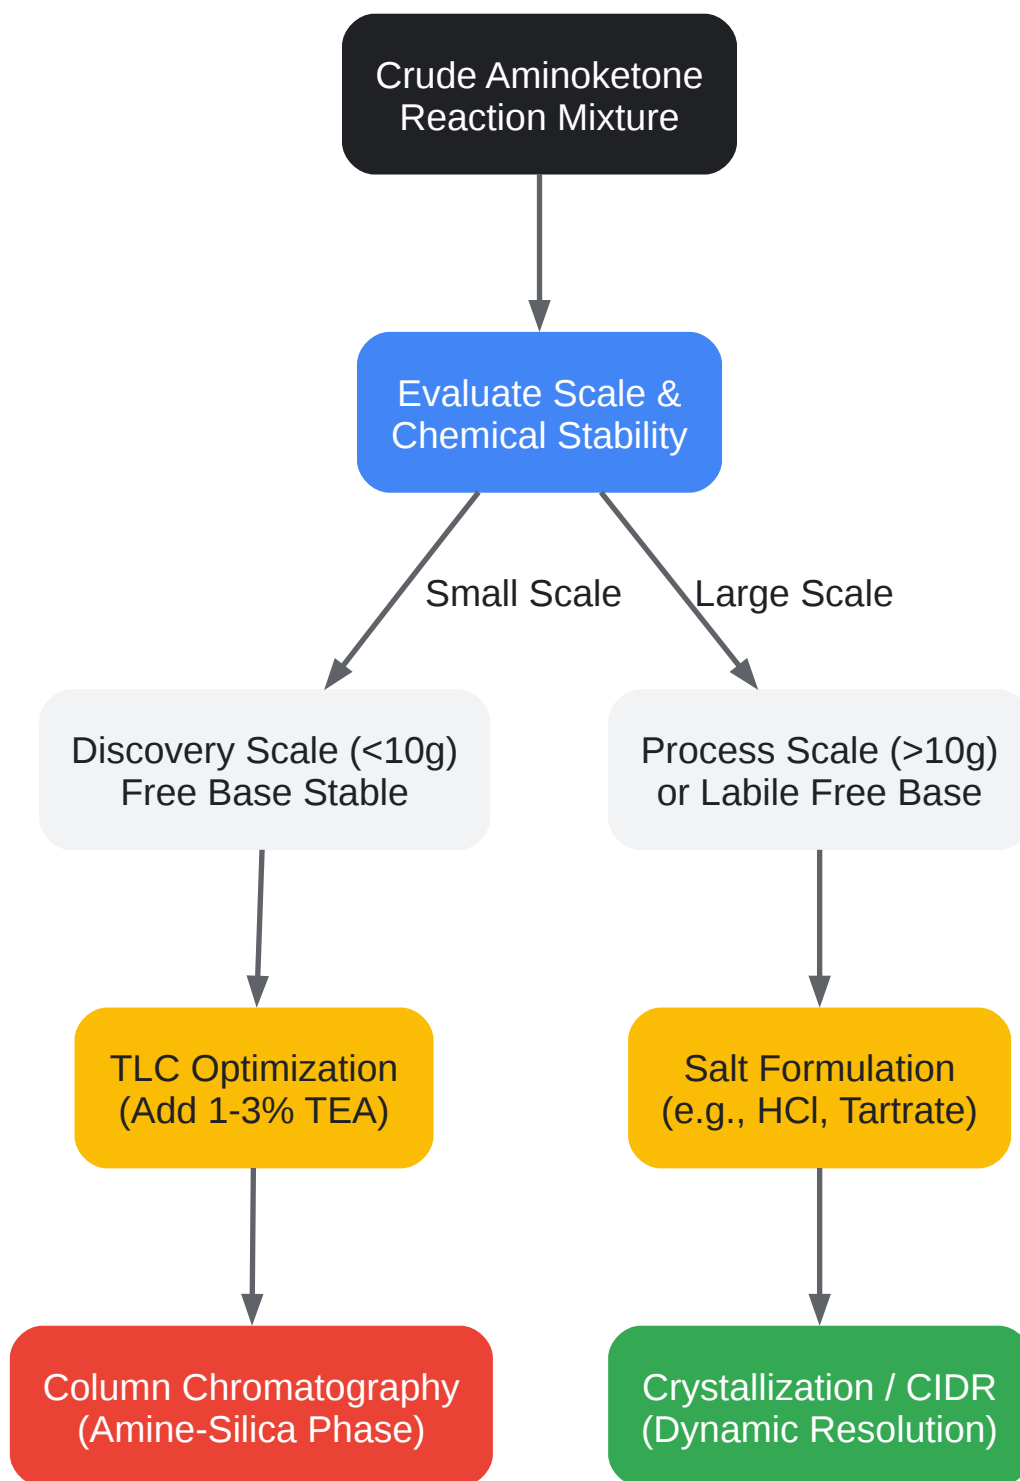 Crude Aminoketone
Reaction Mixture
Evaluate Scale &
Chemical Stability
Small Scale
Large Scale
Discovery Scale (<10g)
Free Base Stable
Process Scale (>10g)
or Labile Free Base
TLC Optimization
(Add 1-3% TEA)
Salt Formulation
(e.g., HCl, Tartrate)
Column Chromatography
(Amine-Silica Phase)
Crystallization / CIDR
(Dynamic Resolution)